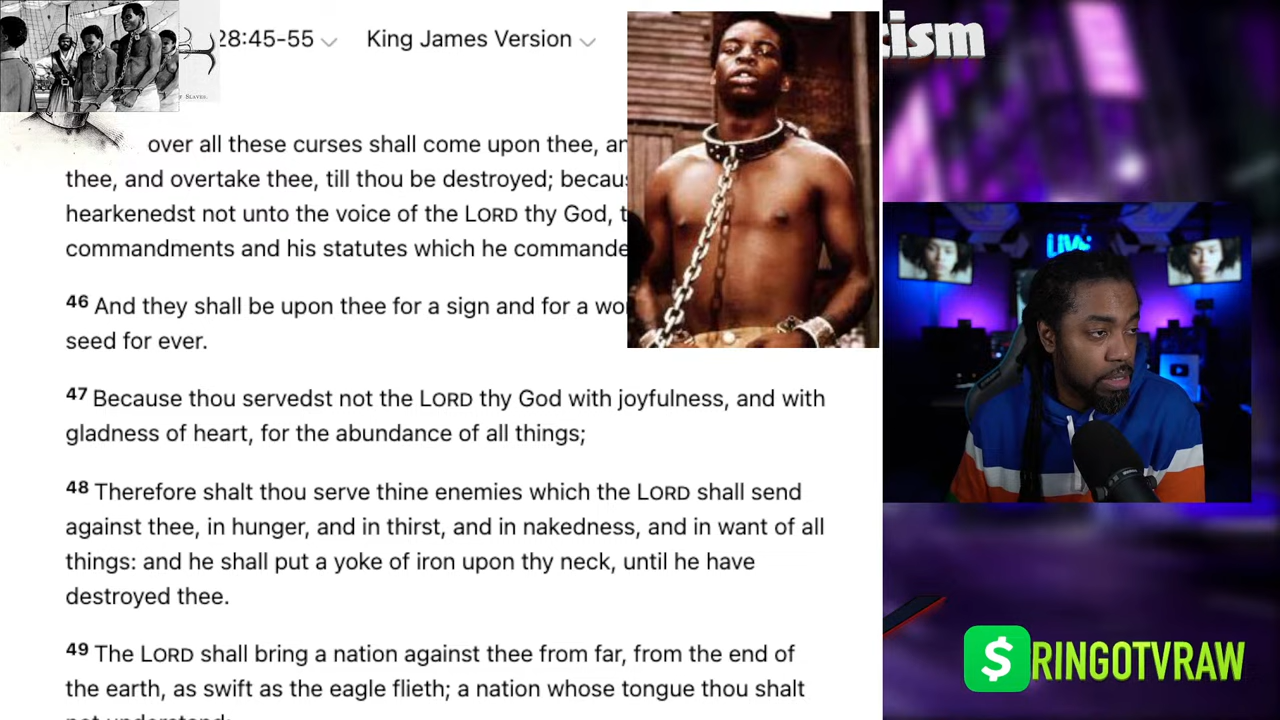 28:45-55 King James Version
F SLAVES.
tism
over all these curses shall come upon thee, an
thee, and overtake thee, till thou be destroyed; becau
hearkenedst not unto the voice of the LORD thy God, t
commandments and his statutes which he commande
46 And they shall be upon thee for a sign and for a wo
seed for ever.
47 Because thou servedst not the LORD thy God with joyfulness, and with
gladness of heart, for the abundance of all things;
48 Therefore shalt thou serve thine enemies which the LORD shall send
against thee, in hunger, and in thirst, and in nakedness, and in want of all
things: and he shall put a yoke of iron upon thy neck, until he have
destroyed thee.
49 The LORD shall bring a nation against thee from far, from the end of
the earth, as swift as the eagle flieth; a nation whose tongue thou shalt
not understand;
LIVE
$RINGOTVRAW